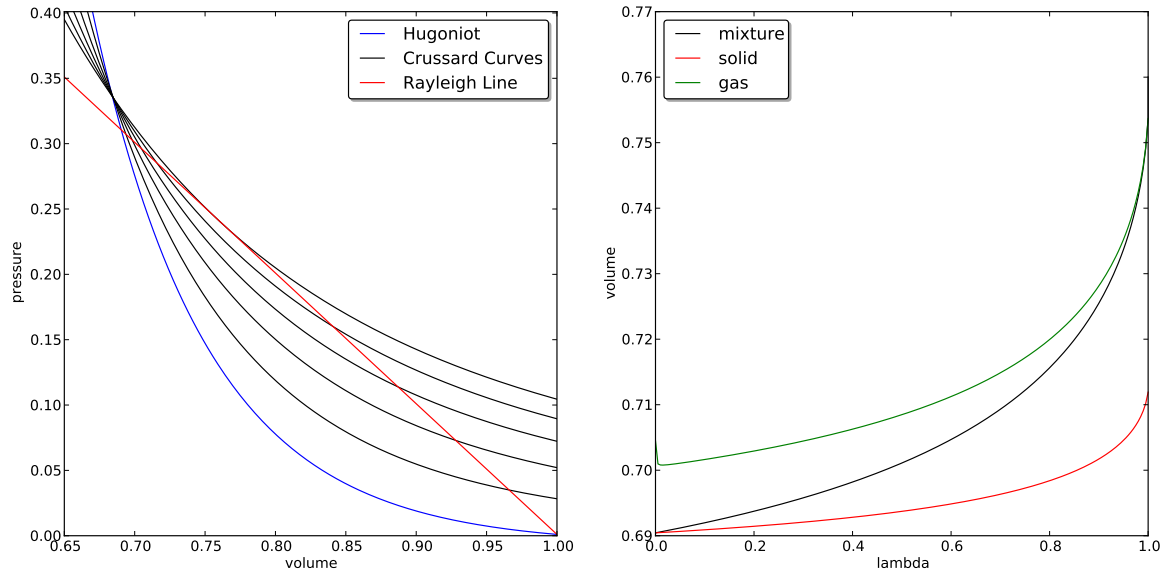 0.40
0.35
0.30
0.25
0.20
0.15
0.10
0.05
0.00
pressure
0.65 0.70 0.75 0.80 0.85 0.90 0.95 1.00
volume
Hugoniot
Crussard Curves
Rayleigh Line
0.77
0.76
0.75
0.74
0.73
0.72
0.71
0.70
0.69
volume
0.0 0.2 0.4 0.6 0.8 1.0
lambda
mixture
solid
gas